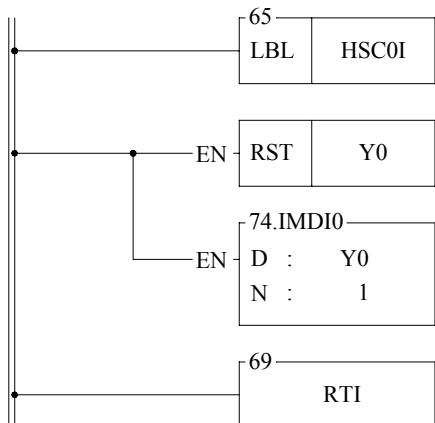 65
LBL HSC0I
EN RST Y0
74.IMDI0
EN D : Y0
N : 1
69
RTI